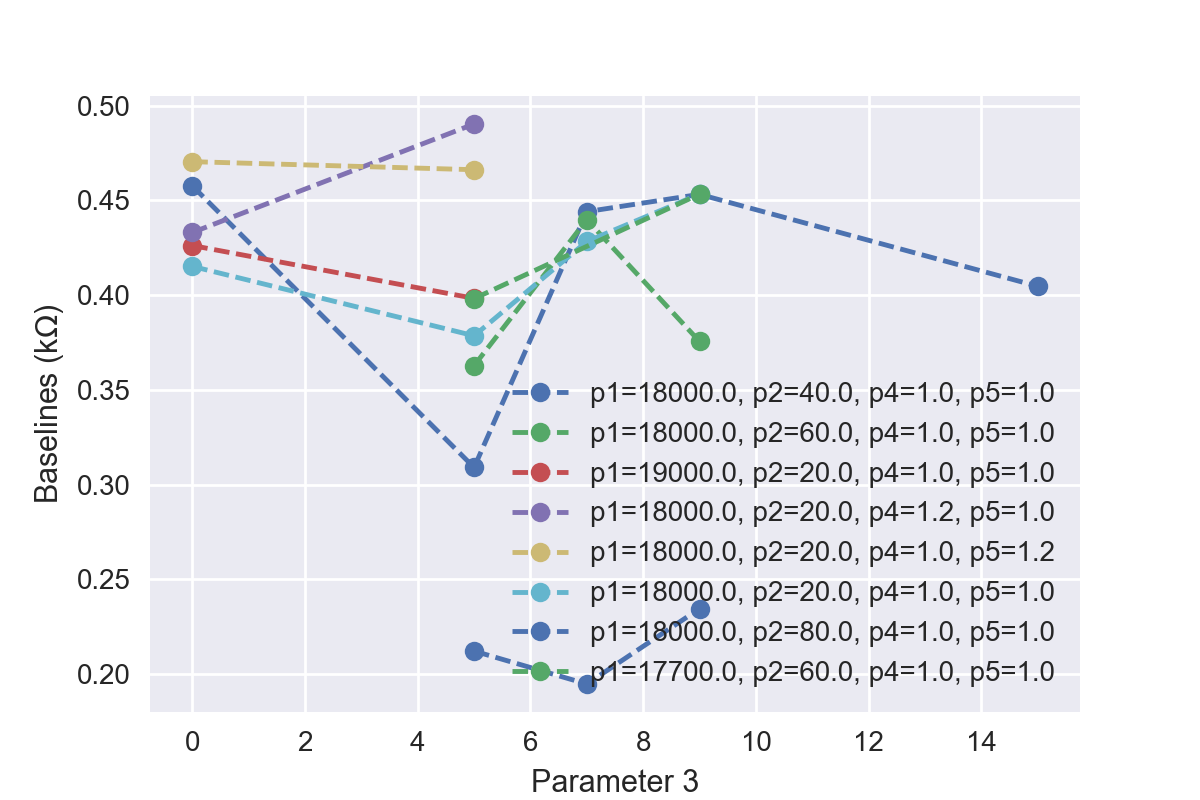 0.50
0.45
0.40
0.35
0.30
0.25
0.20
Baselines (kΩ)
p1=18000.0, p2=40.0, p4=1.0, p5=1.0
p1=18000.0, p2=60.0, p4=1.0, p5=1.0
p1=19000.0, p2=20.0, p4=1.0, p5=1.0
p1=18000.0, p2=20.0, p4=1.2, p5=1.0
p1=18000.0, p2=20.0, p4=1.0, p5=1.2
p1=18000.0, p2=20.0, p4=1.0, p5=1.0
p1=18000.0, p2=80.0, p4=1.0, p5=1.0
p1=17700.0, p2=60.0, p4=1.0, p5=1.0
0 2 4 6 8 10 12 14
Parameter 3